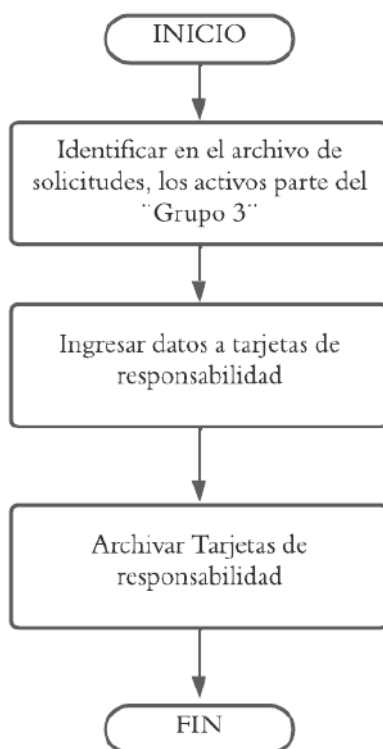 INICIO
Identificar en el archivo de
solicitudes, los activos parte del
¨Grupo 3¨
Ingresar datos a tarjetas de
responsabilidad
Archivar Tarjetas de
responsabilidad
FIN